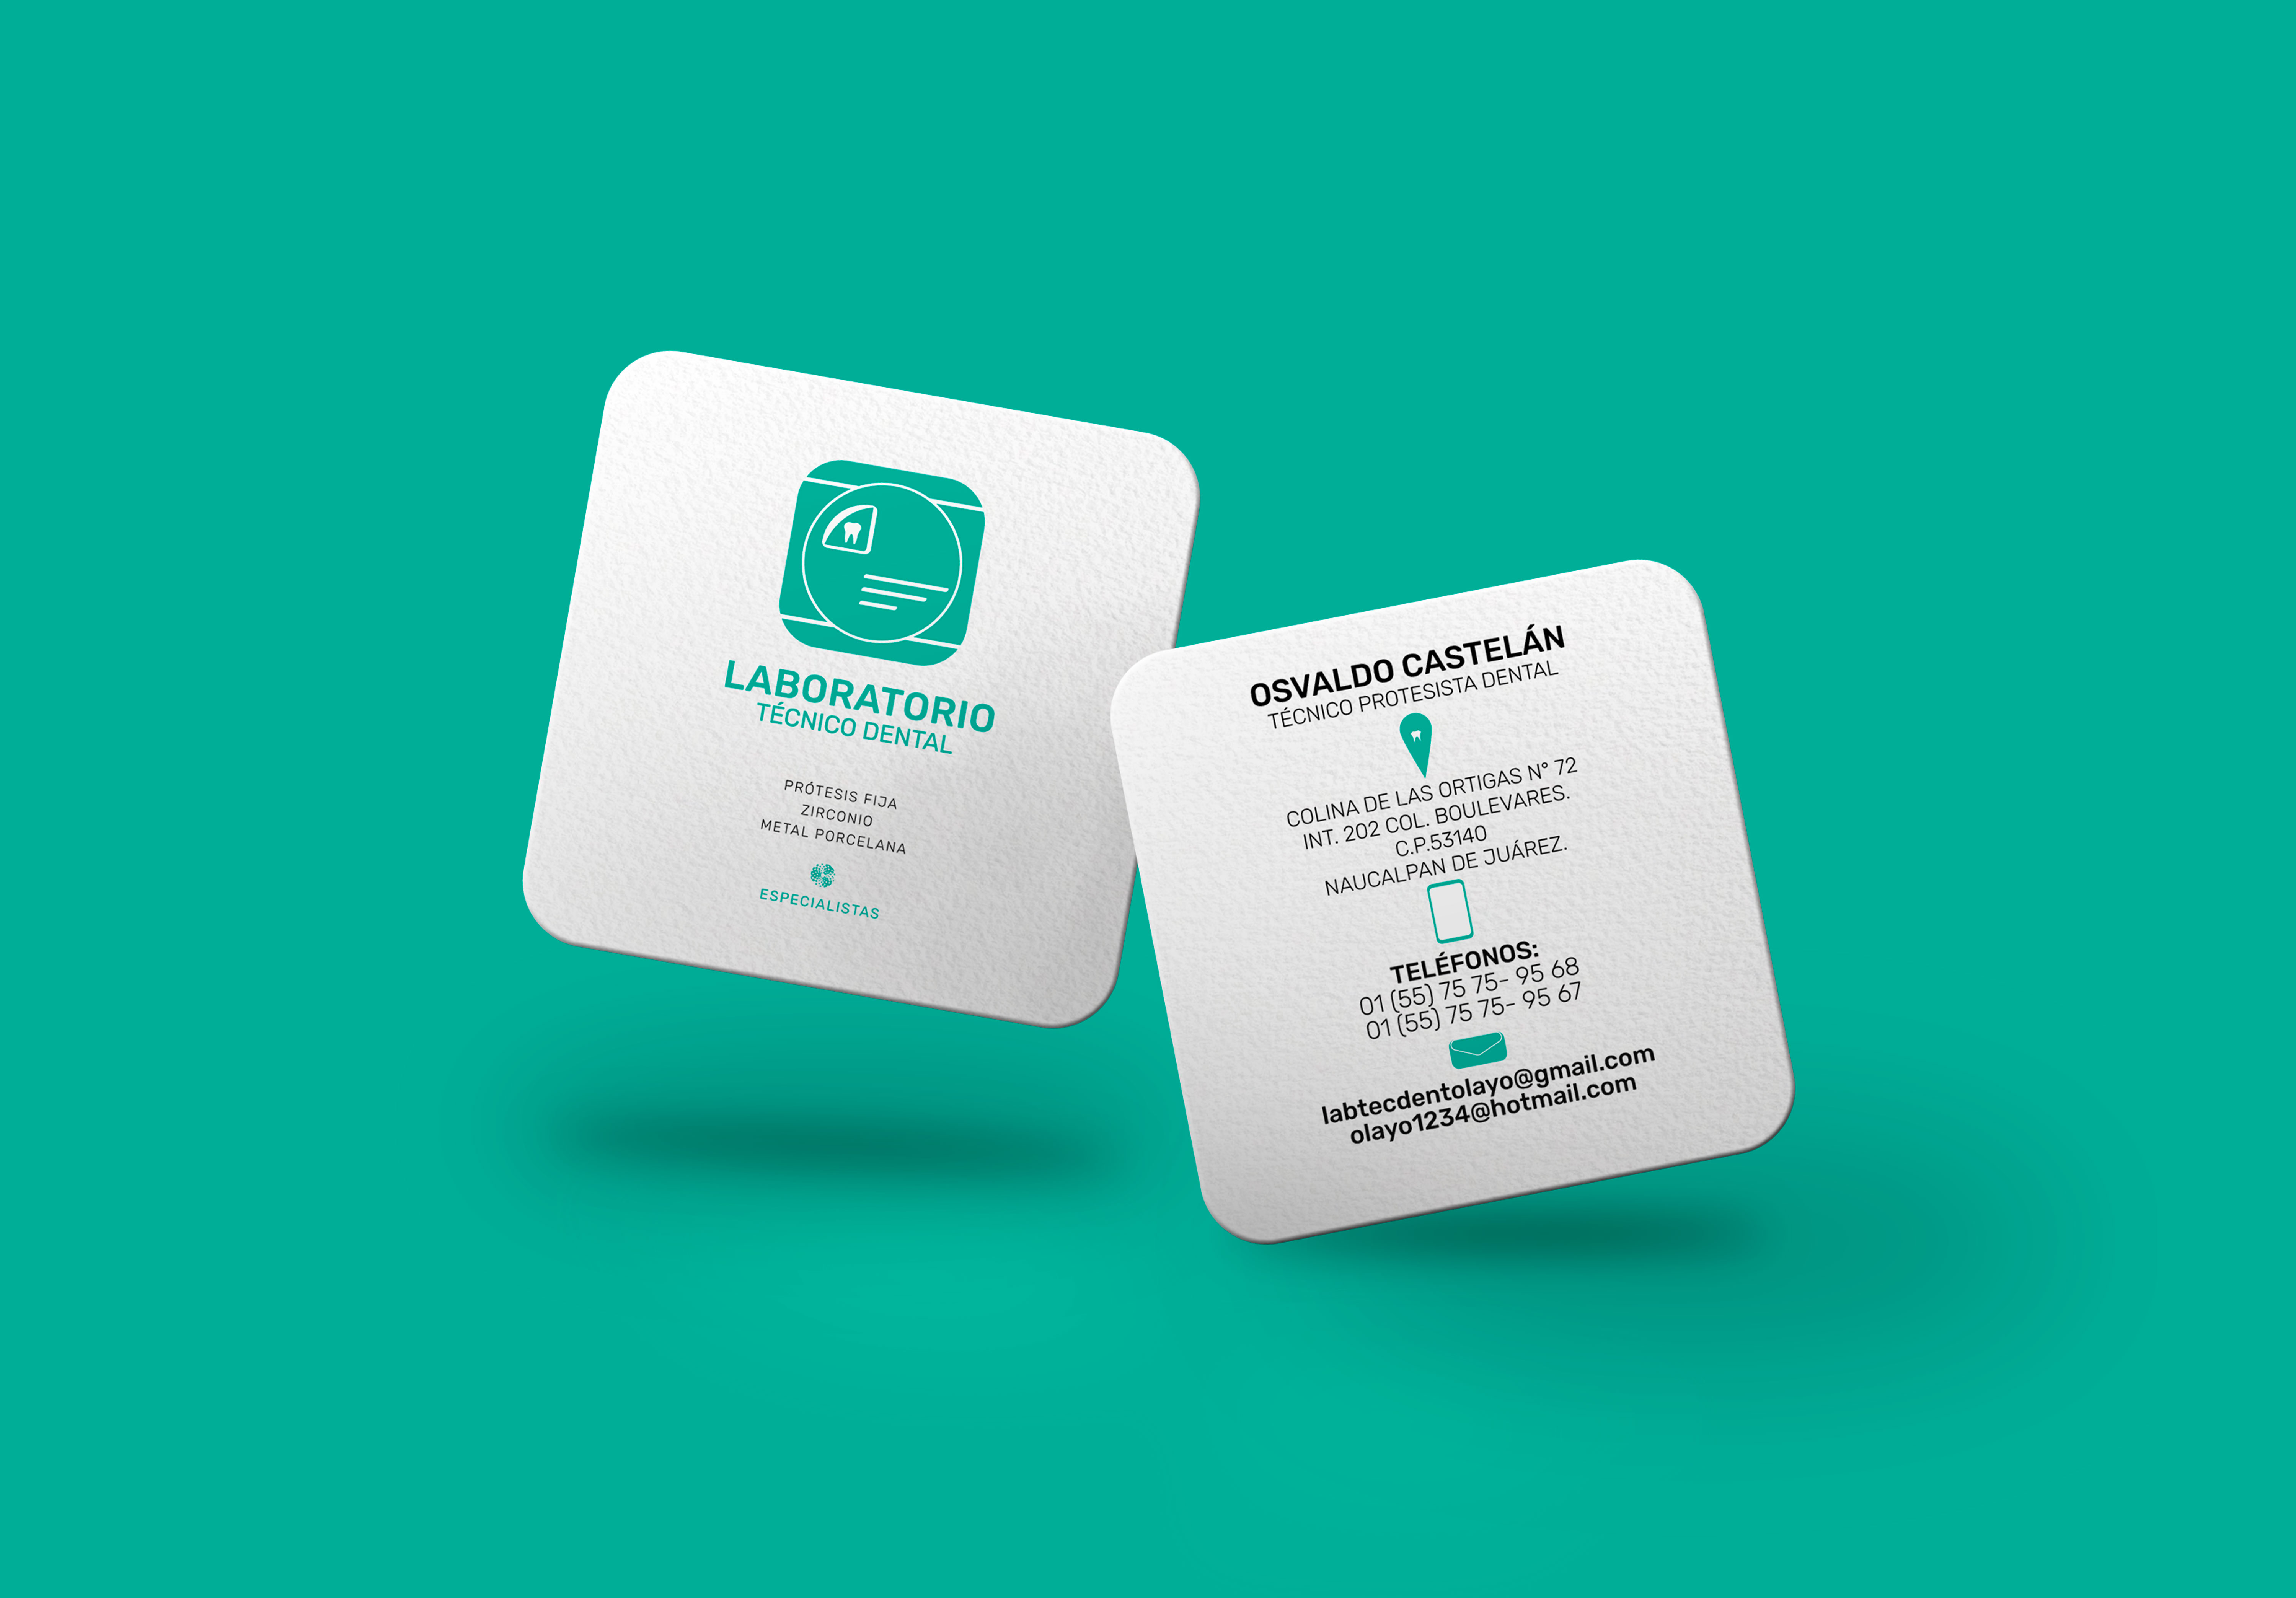 LABORATORIO
TÉCNICO DENTAL
PRÓTESIS FIJA
ZIRCONIO
METAL PORCELANA
ESPECIALISTAS
OSVALDO CASTELÁN
TÉCNICO PROTESISTA DENTAL
COLINA DE LAS ORTIGAS N° 72
INT. 202 COL. BOULEVARES.
C.P.53140
NAUCALPAN DE JUÁREZ.
TELÉFONOS:
01 (55) 75 75- 95 68
01 (55) 75 75- 95 67
labtecdentolayo@gmail.com
olayo1234@hotmail.com